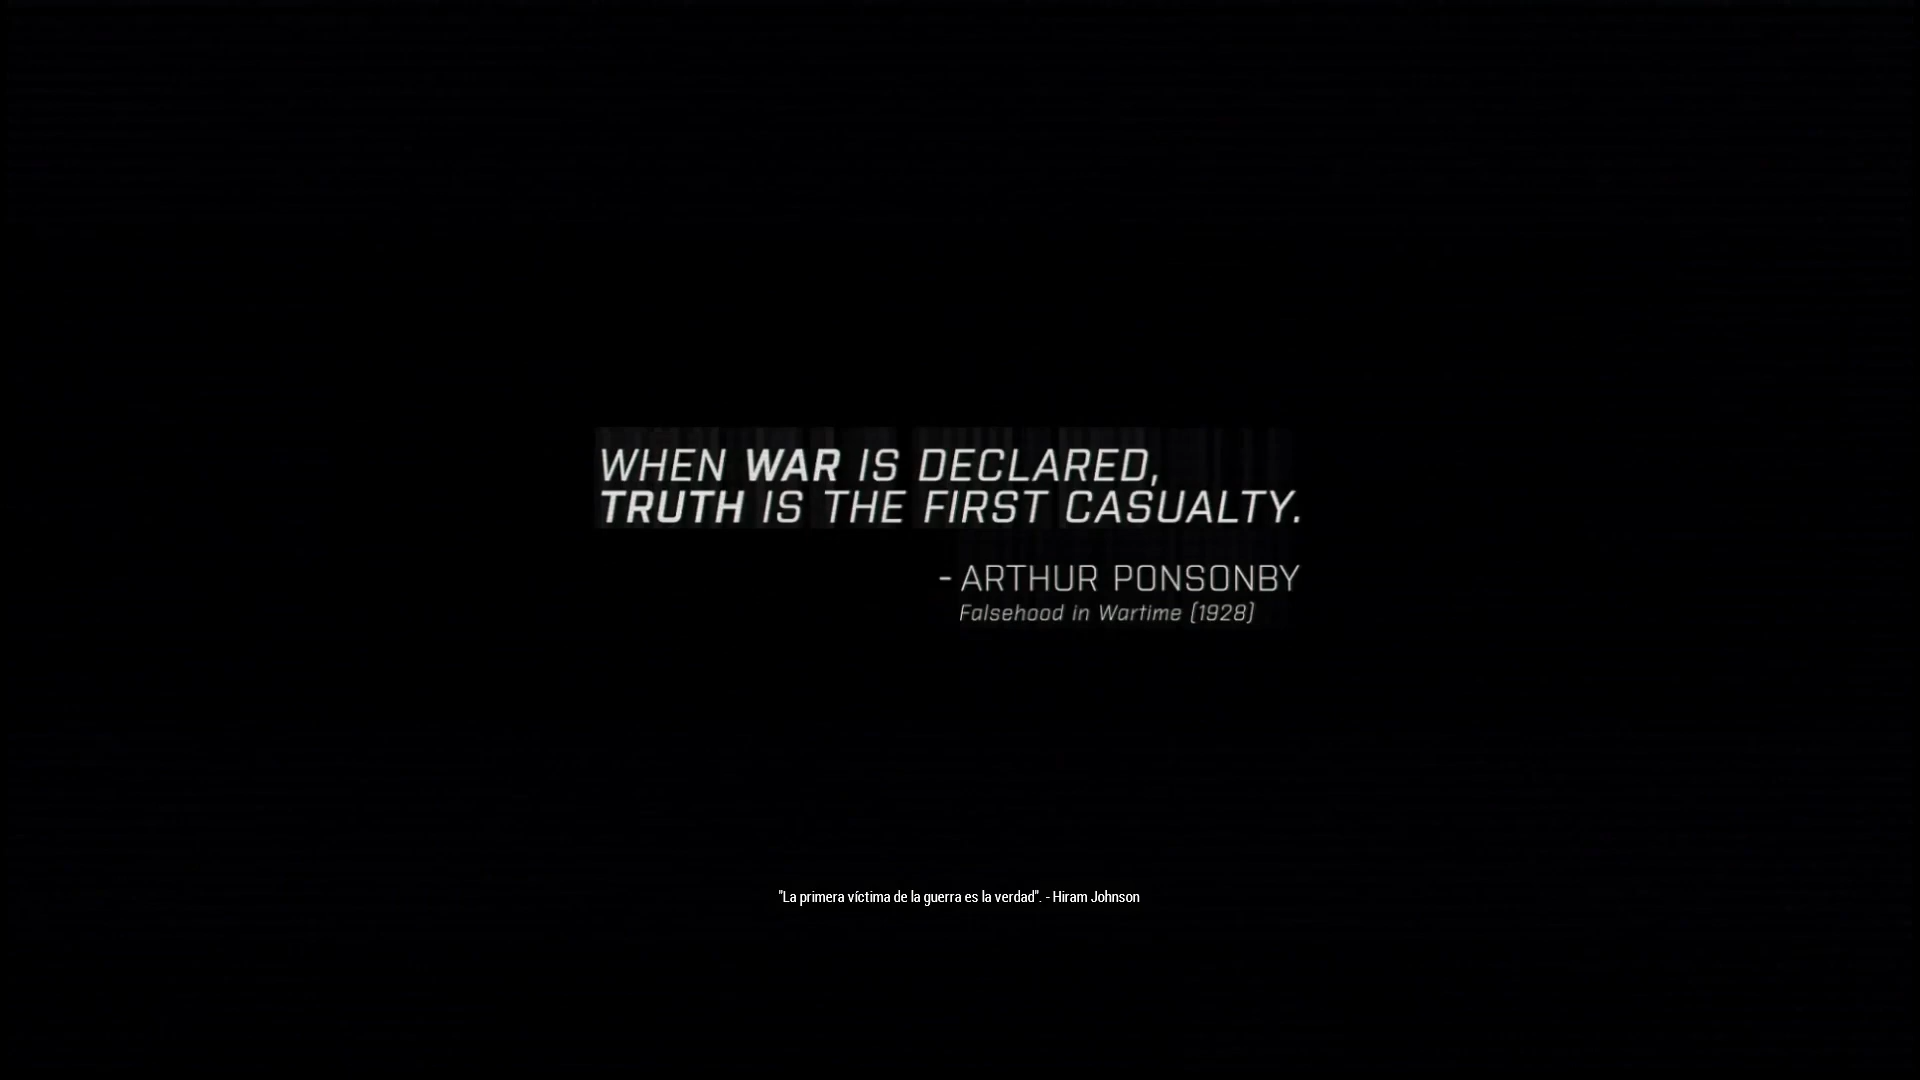 WHEN WAR IS DECLARED,
TRUTH IS THE FIRST CASUALTY.
- ARTHUR PONSONBY
Falsehood in Wartime (1928)
"La primera víctima de la guerra es la verdad". - Hiram Johnson